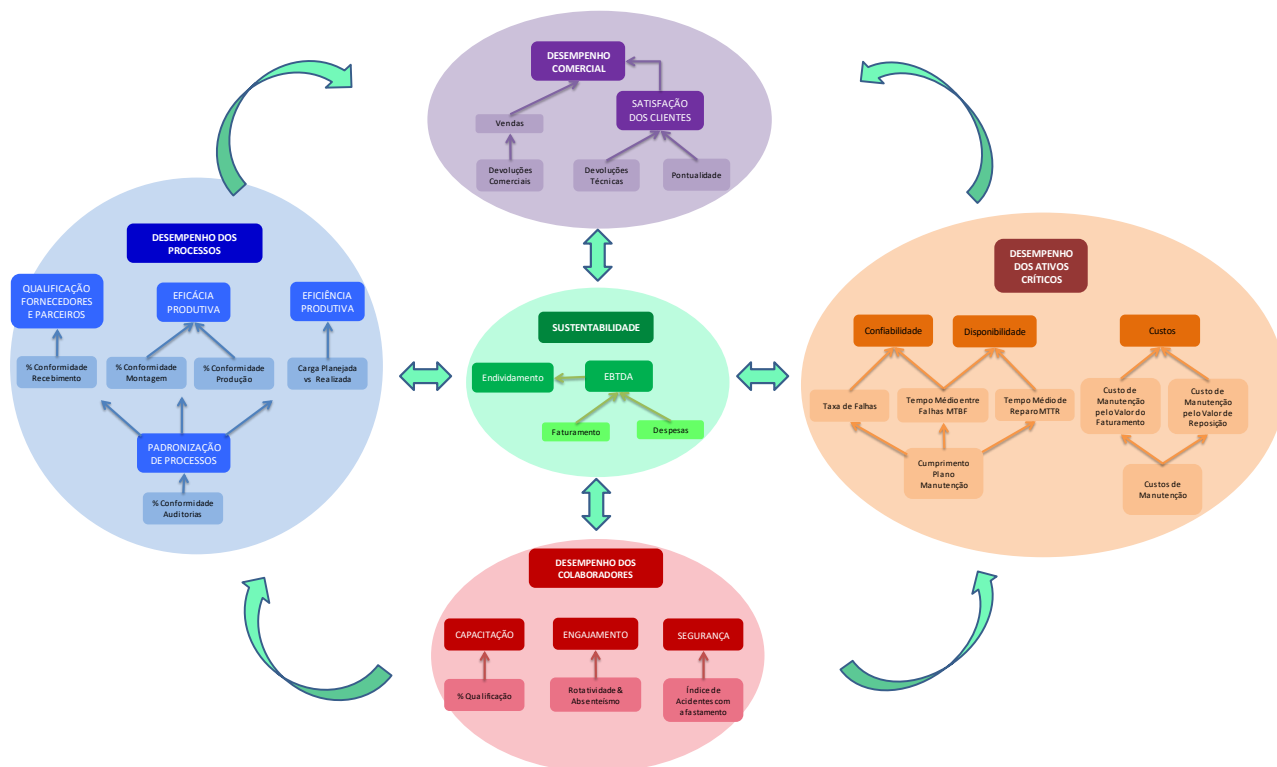 DESEMPENHO
COMERCIAL
SATISFAÇÃO
DOS CLIENTES
Vendas
Devoluções
Comerciais
Devoluções
Técnicas
Pontualidade
DESEMPENHO DOS
PROCESSOS
QUALIFICAÇÃO
FORNECEDORES
E PARCEIROS
EFICÁCIA
PRODUTIVA
EFICIÊNCIA
PRODUTIVA
% Conformidade
Recebimento
% Conformidade
Montagem
% Conformidade
Produção
Carga Planejada
vs Realizada
PADRONIZAÇÃO
DE PROCESSOS
% Conformidade
Auditorias
SUSTENTABILIDADE
Endividamento
EBTDA
Faturamento
Despesas
DESEMPENHO
DOS ATIVOS
CRÍTICOS
Confiabilidade
Disponibilidade
Custos
Taxa de Falhas
Tempo Médio entre
Falhas MTBF
Tempo Médio de
Reparo MTTR
Custo de
Manutenção
pelo Valor do
Faturamento
Custo de
Manutenção
pelo Valor de
Reposição
Cumprimento
Plano
Manutenção
Custos de
Manutenção
DESEMPENHO DOS
COLABORADORES
CAPACITAÇÃO
ENGAJAMENTO
SEGURANÇA
% Qualificação
Rotatividade &
Absenteísmo
Índice de
Acidentes com
afastamento